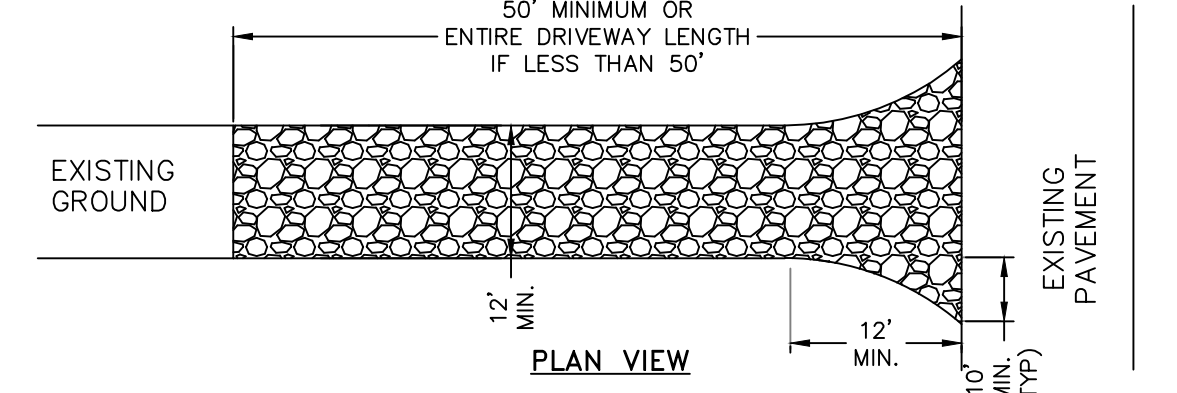 50' MINIMUM OR
ENTIRE DRIVEWAY LENGTH
IF LESS THAN 50'
EXISTING
GROUND
12'
MIN.
PLAN VIEW
12'
MIN.
10'
MIN.
TYP)
EXISTING
PAVEMENT